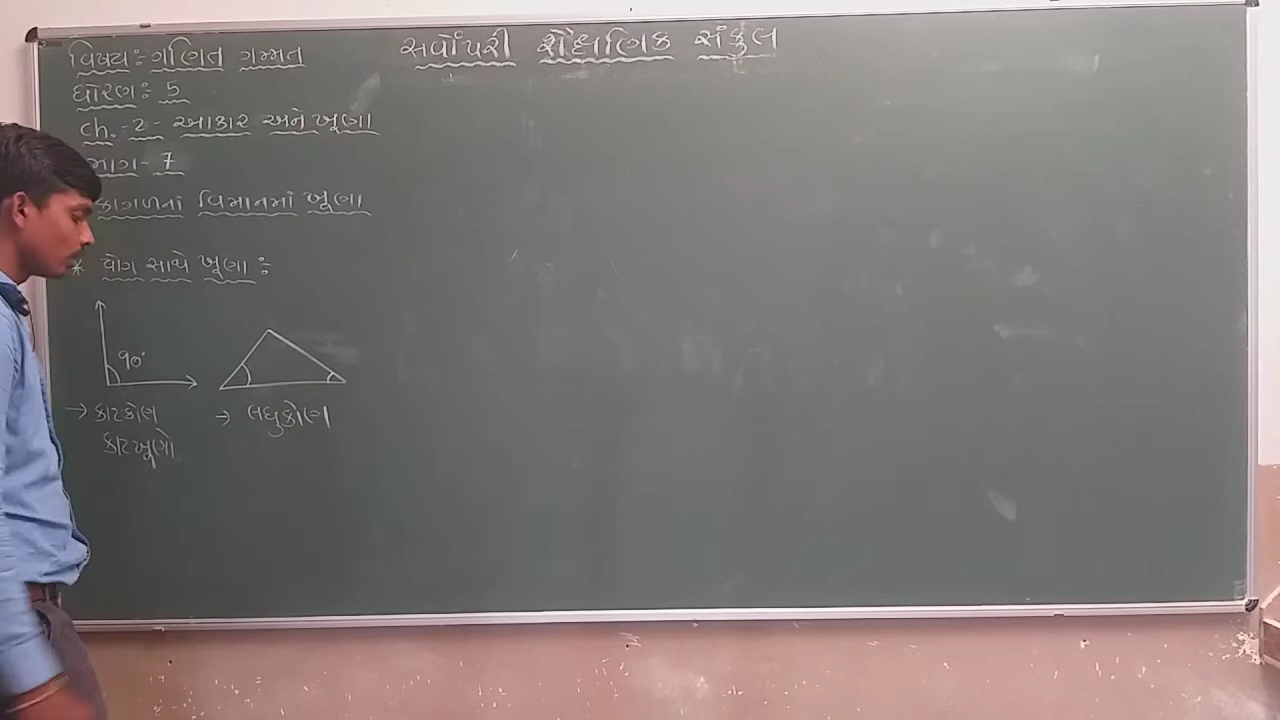 સર્વોપરી શૈક્ષણિક સંકુલ
વિષય: ગણિત ગમ્મત
ધોરણ: 5
ch. -2- આકાર અને ખૂણા
ભાગ- 7
કાગળનાં વિમાનમાં ખૂણા
* યોગ સાથે ખૂણા :
90°
→ કાટકોણ
કાટખૂણો
→ લઘુકોણ